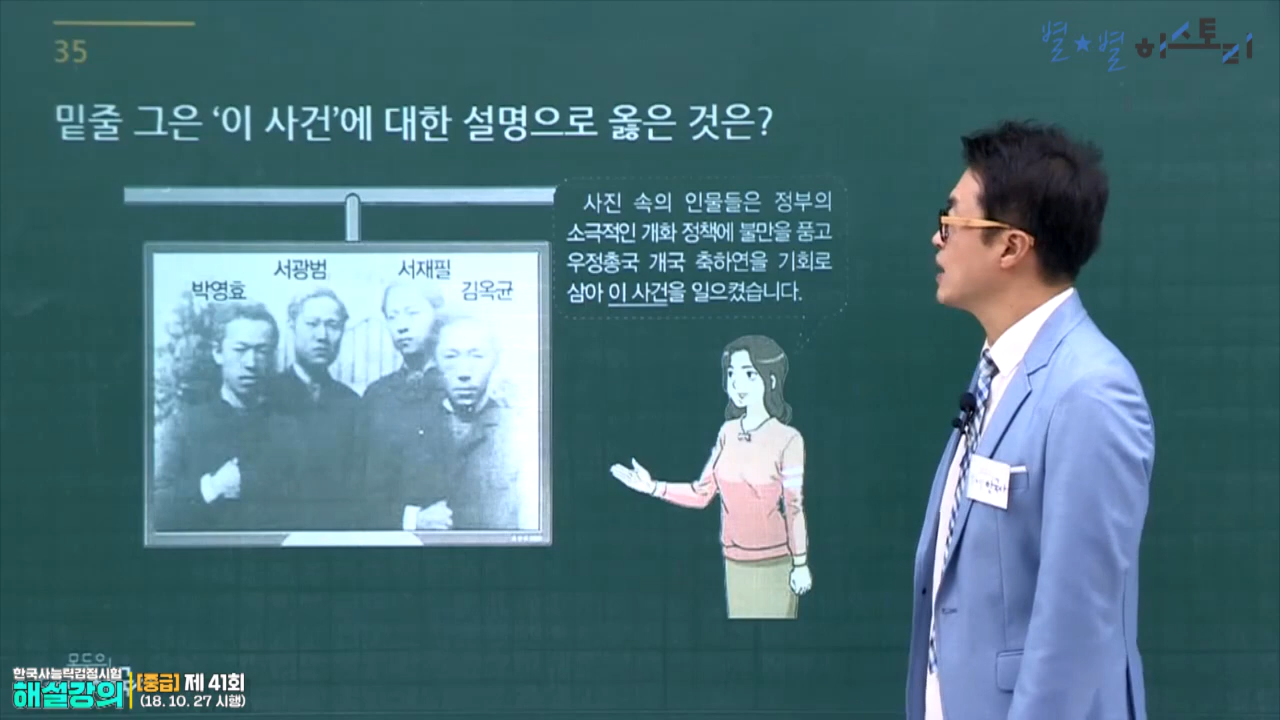 35
별★별 히스토리
밑줄 그은 ‘이 사건’에 대한 설명으로 옳은 것은?
사진 속의 인물들은 정부의
소극적인 개화 정책에 불만을 품고
우정총국 개국 축하연을 기회로
삼아 이 사건을 일으켰습니다.
서광범 서재필
박영효 김옥균
한국사능력검정시험
해설강의
[중급] 제 41회
(18. 10. 27 시행)